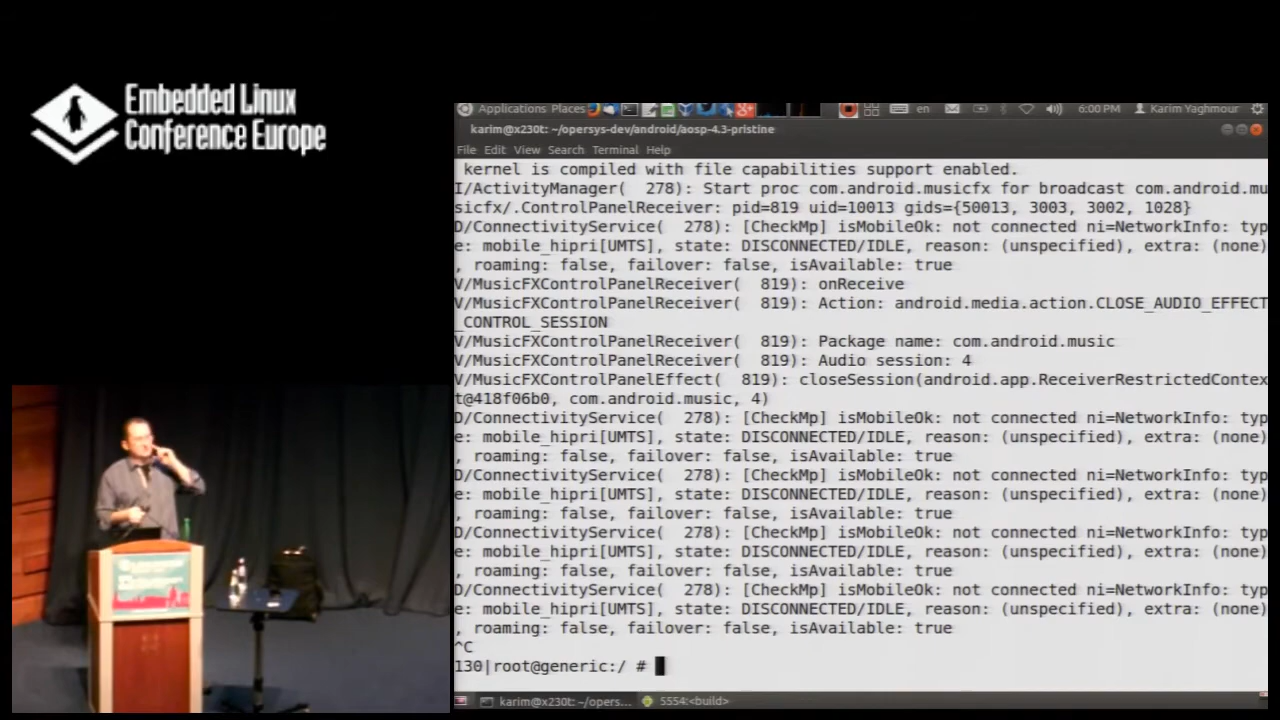 Embedded Linux
Conference Europe
Applications Places
en
6:00 PM
Karim Yaghmour
karim@x230t: ~/opersys-dev/android/aosp-4.3-pristine
File Edit View Search Terminal Help
kernel is compiled with file capabilities support enabled.
I/ActivityManager(  278): Start proc com.android.musicfx for broadcast com.android.mu
sicfx/.ControlPanelReceiver: pid=819 uid=10013 gids={50013, 3003, 3002, 1028}
D/ConnectivityService(  278): [CheckMp] isMobileOk: not connected ni=NetworkInfo: typ
e: mobile_hipri[UMTS], state: DISCONNECTED/IDLE, reason: (unspecified), extra: (none)
, roaming: false, failover: false, isAvailable: true
V/MusicFXControlPanelReceiver(  819): onReceive
V/MusicFXControlPanelReceiver(  819): Action: android.media.action.CLOSE_AUDIO_EFFECT
_CONTROL_SESSION
V/MusicFXControlPanelReceiver(  819): Package name: com.android.music
V/MusicFXControlPanelReceiver(  819): Audio session: 4
V/MusicFXControlPanelEffect(  819): closeSession(android.app.ReceiverRestrictedContex
t@418f06b0, com.android.music, 4)
D/ConnectivityService(  278): [CheckMp] isMobileOk: not connected ni=NetworkInfo: typ
e: mobile_hipri[UMTS], state: DISCONNECTED/IDLE, reason: (unspecified), extra: (none)
, roaming: false, failover: false, isAvailable: true
D/ConnectivityService(  278): [CheckMp] isMobileOk: not connected ni=NetworkInfo: typ
e: mobile_hipri[UMTS], state: DISCONNECTED/IDLE, reason: (unspecified), extra: (none)
, roaming: false, failover: false, isAvailable: true
D/ConnectivityService(  278): [CheckMp] isMobileOk: not connected ni=NetworkInfo: typ
e: mobile_hipri[UMTS], state: DISCONNECTED/IDLE, reason: (unspecified), extra: (none)
, roaming: false, failover: false, isAvailable: true
D/ConnectivityService(  278): [CheckMp] isMobileOk: not connected ni=NetworkInfo: typ
e: mobile_hipri[UMTS], state: DISCONNECTED/IDLE, reason: (unspecified), extra: (none)
, roaming: false, failover: false, isAvailable: true
^C
130|root@generic:/ #
karim@x230t: ~/opers...
5554:<build>